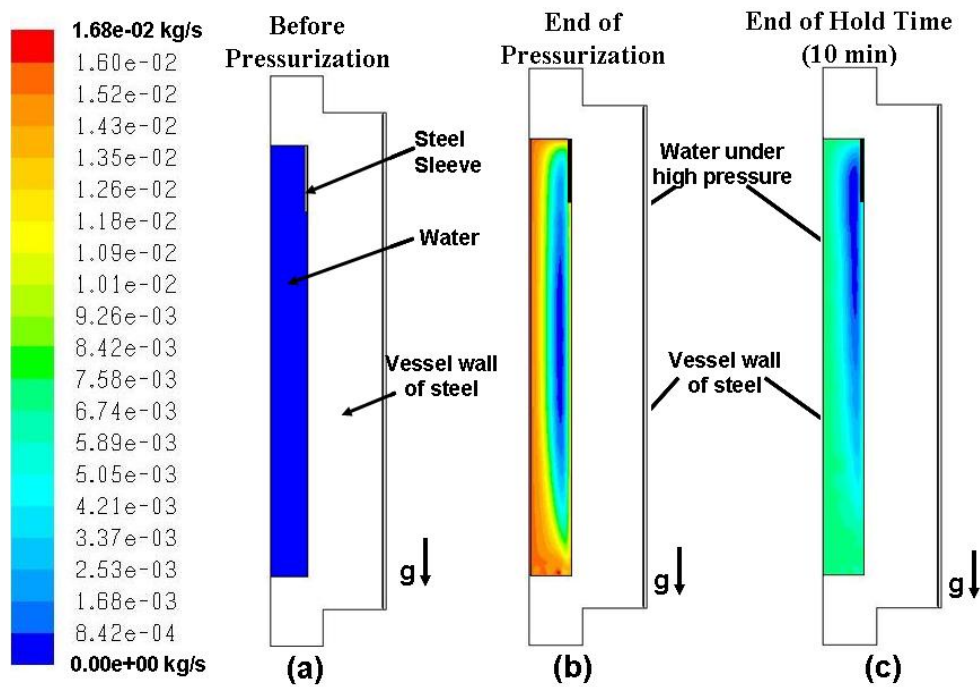 1.68e-02 kg/s
1.60e-02
1.52e-02
1.43e-02
1.35e-02
1.26e-02
1.18e-02
1.09e-02
1.01e-02
9.26e-03
8.42e-03
7.58e-03
6.74e-03
5.89e-03
5.05e-03
4.21e-03
3.37e-03
2.53e-03
1.68e-03
8.42e-04
0.00e+00 kg/s
Before
Pressurization
Steel
Sleeve
Water
Vessel wall
of steel
g
(a)
End of
Pressurization
Water under
high pressure
Vessel wall
of steel
g
(b)
End of Hold Time
(10 min)
g
(c)